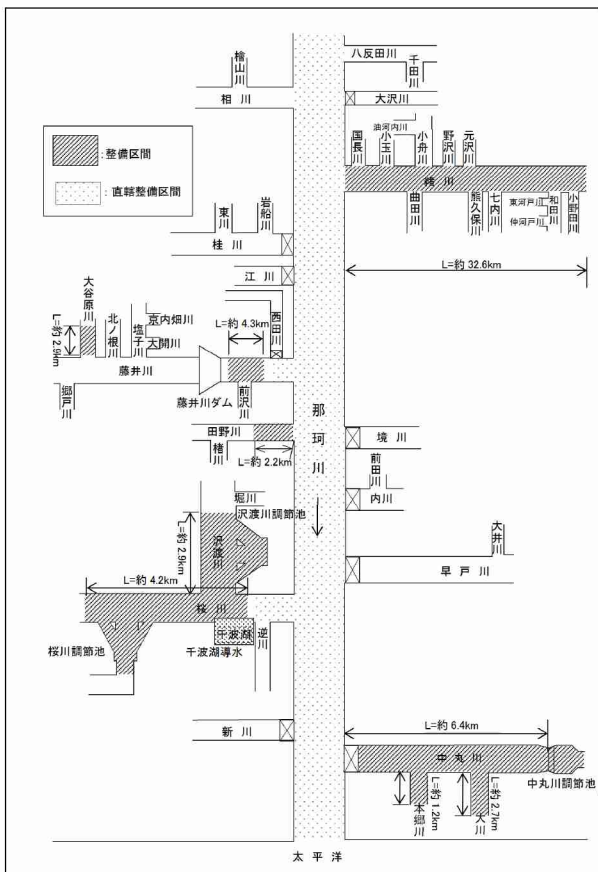 八反田川
千田川
大沢川
檜山川
相川
:整備区間
:直轄整備区間
国長川
油河内川
小玉川
小舟川
野沢川
元沢川
緒川
曲田川
熊久保川
七内川
東河戸川
仲河戸川
和田川
小野田川
L=約 32.6km
東川
岩船川
桂川
江川
西田川
大谷原川
L=約 2.9km
北ノ根川
塩子川
京内畑川
大開川
L=約 4.3km
藤井川
郷戸川
藤井川ダム
前沢川
那珂川
田野川
楮川
L=約 2.2km
境川
前田川
内川
堀川
沢渡川調節池
沢渡川
L=約 2.9km
大井川
早戸川
L=約 4.2km
桜川
千波湖
千波湖導水
逆川
桜川調節池
新川
L=約 6.4km
中丸川
中丸川調節池
L=約 1.2km
本郷川
L=約 2.7km
大川
太平洋